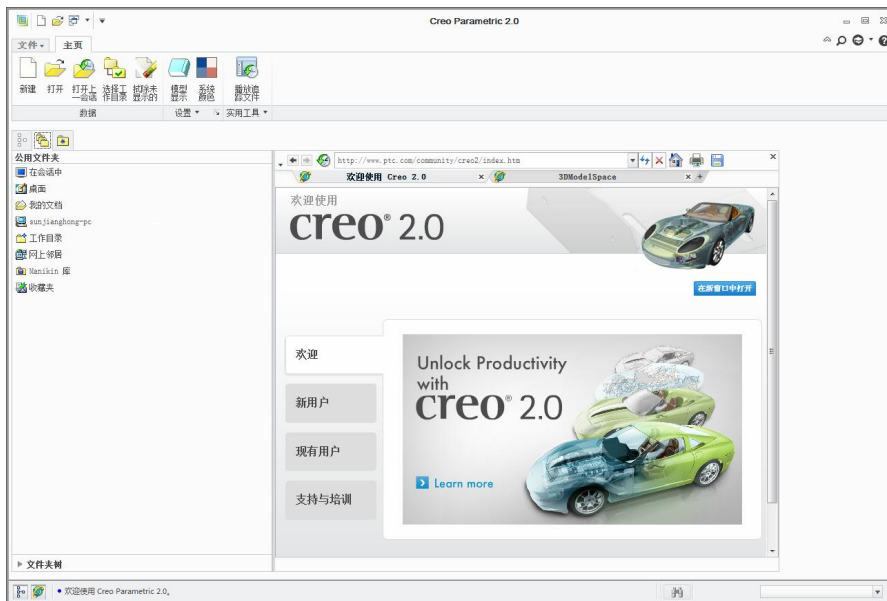 Creo Parametric 2.0
文件
主页
新建
打开
打开上一会话
选择工作目录
拭除未显示的
模型显示
系统颜色
播放追踪文件
数据
设置
实用工具
公用文件夹
在会话中
桌面
我的文档
sunjianghong-pc
工作目录
网上邻居
Manikin 库
收藏夹
文件夹树
http://www.ptc.com/community/creo2/index.htm
欢迎使用 Creo 2.0
3DModelSpace
欢迎使用
creo® 2.0
在新窗口中打开
欢迎
新用户
现有用户
支持与培训
Unlock Productivity
with
creo® 2.0
Learn more
欢迎使用 Creo Parametric 2.0。